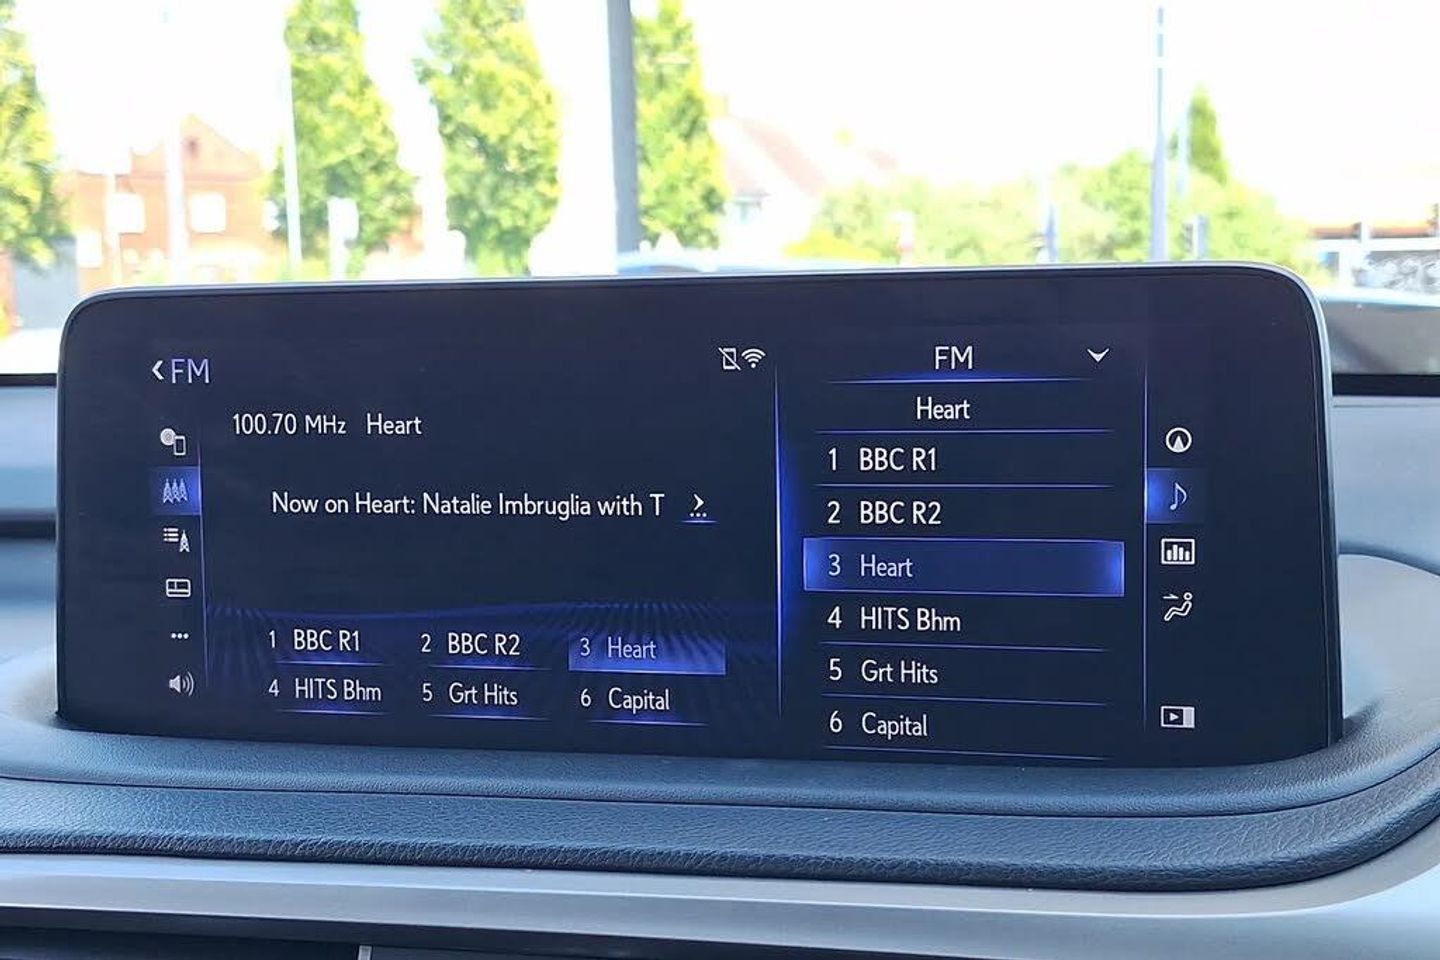 FM
100.70 MHz Heart
Now on Heart: Natalie Imbruglia with T
1 BBC R1 2 BBC R2 3 Heart
4 HITS Bhm 5 Grt Hits 6 Capital
FM
Heart
1 BBC R1
2 BBC R2
3 Heart
4 HITS Bhm
5 Grt Hits
6 Capital